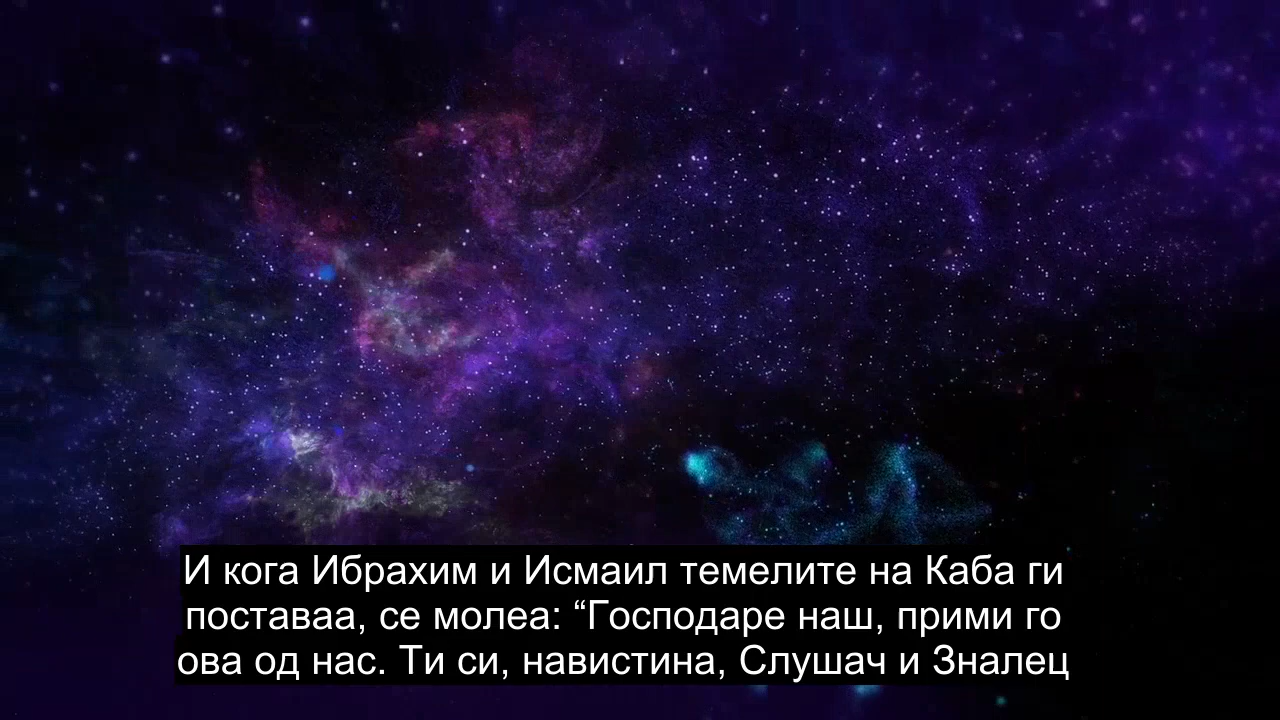 И кога Ибрахим и Исмаил темелите на Каба ги
поставаа, се молеа: “Господаре наш, прими го
ова од нас. Ти си, навистина, Слушач и Зналец